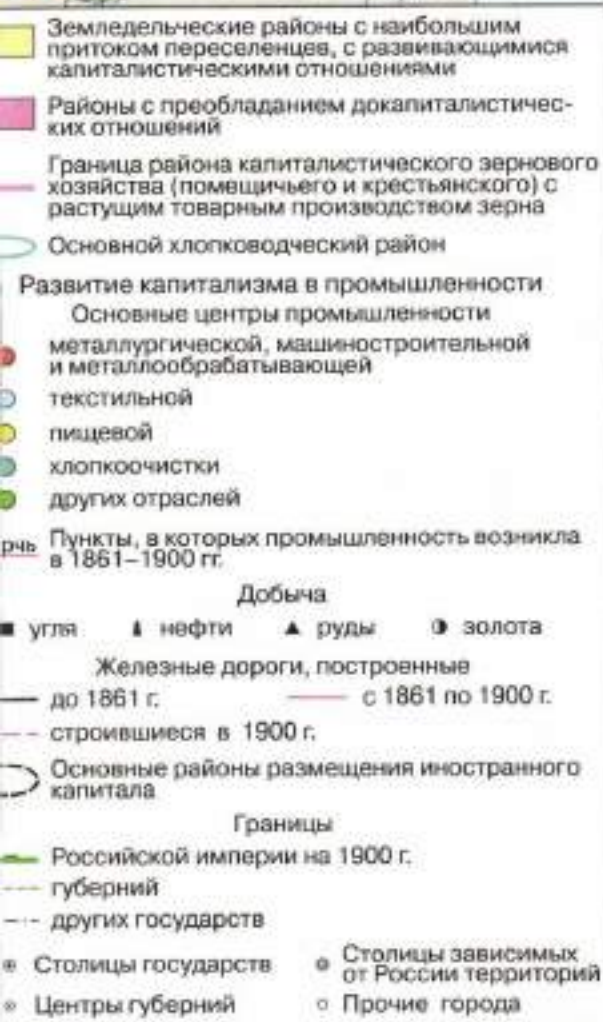 Земледельческие районы с наибольшим
притоком переселенцев, с развивающимися
капиталистическими отношениями
Районы с преобладанием докапиталистичес-
ких отношений
Граница района капиталистического зернового
хозяйства (помещичьего и крестьянского) с
растущим товарным производством зерна
Основной хлопководческий район
Развитие капитализма в промышленности
Основные центры промышленности
металлургической, машиностроительной
и металлообрабатывающей
текстильной
пищевой
хлопкоочистки
других отраслей
рчь Пункты, в которых промышленность возникла
в 1861–1900 гг.
Добыча
угля нефти руды золота
Железные дороги, построенные
до 1861 г. с 1861 по 1900 г.
строившиеся в 1900 г.
Основные районы размещения иностранного
капитала
Границы
Российской империи на 1900 г.
губерний
других государств
Столицы государств Столицы зависимых
от России территорий
Центры губерний Прочие города